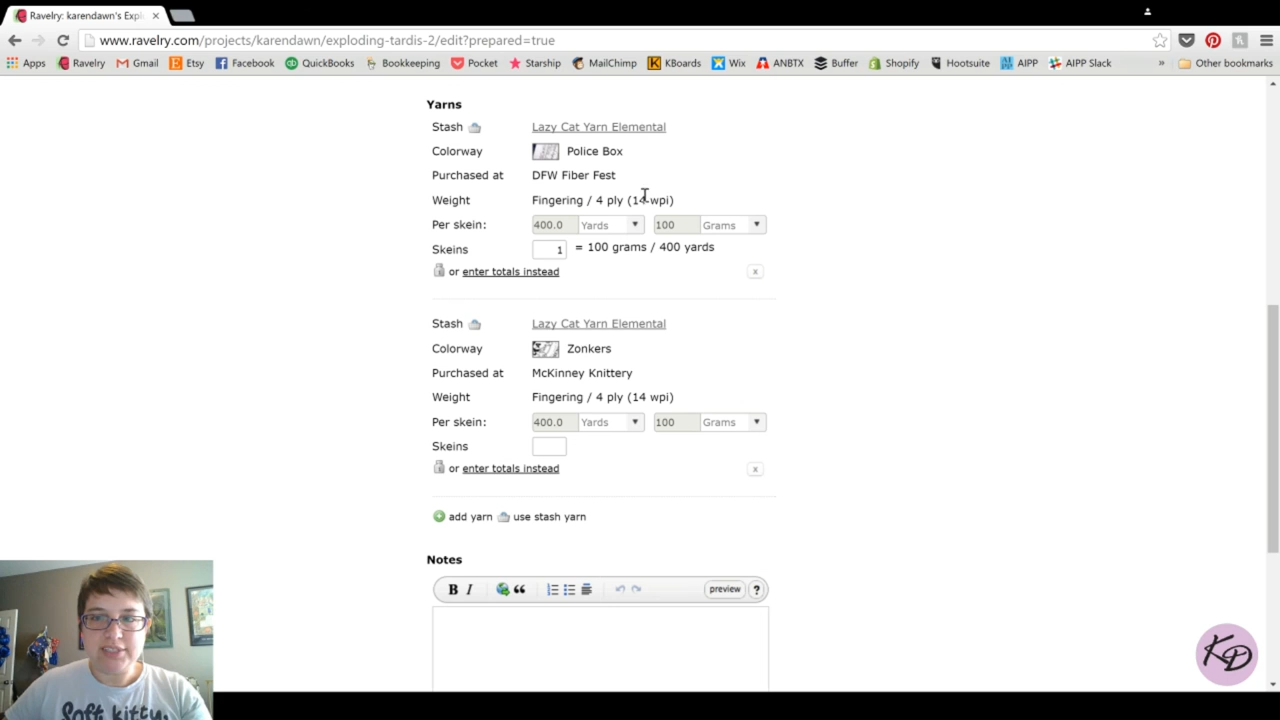 Ravelry: karendawn's Expl
www.ravelry.com/projects/karendawn/exploding-tardis-2/edit?prepared=true
Apps Ravelry Gmail Etsy Facebook QuickBooks Bookkeeping Pocket Starship MailChimp KBoards Wix ANBTX Buffer Shopify Hootsuite AIPP AIPP Slack » Other bookmarks
Yarns
Stash Lazy Cat Yarn Elemental
Colorway Police Box
Purchased at DFW Fiber Fest
Weight Fingering / 4 ply (14 wpi)
Per skein: 400.0 Yards 100 Grams
Skeins 1 = 100 grams / 400 yards
or enter totals instead x
Stash Lazy Cat Yarn Elemental
Colorway Zonkers
Purchased at McKinney Knittery
Weight Fingering / 4 ply (14 wpi)
Per skein: 400.0 Yards 100 Grams
Skeins
or enter totals instead x
add yarn use stash yarn
Notes
B I preview ?
Soft kitty,
KD